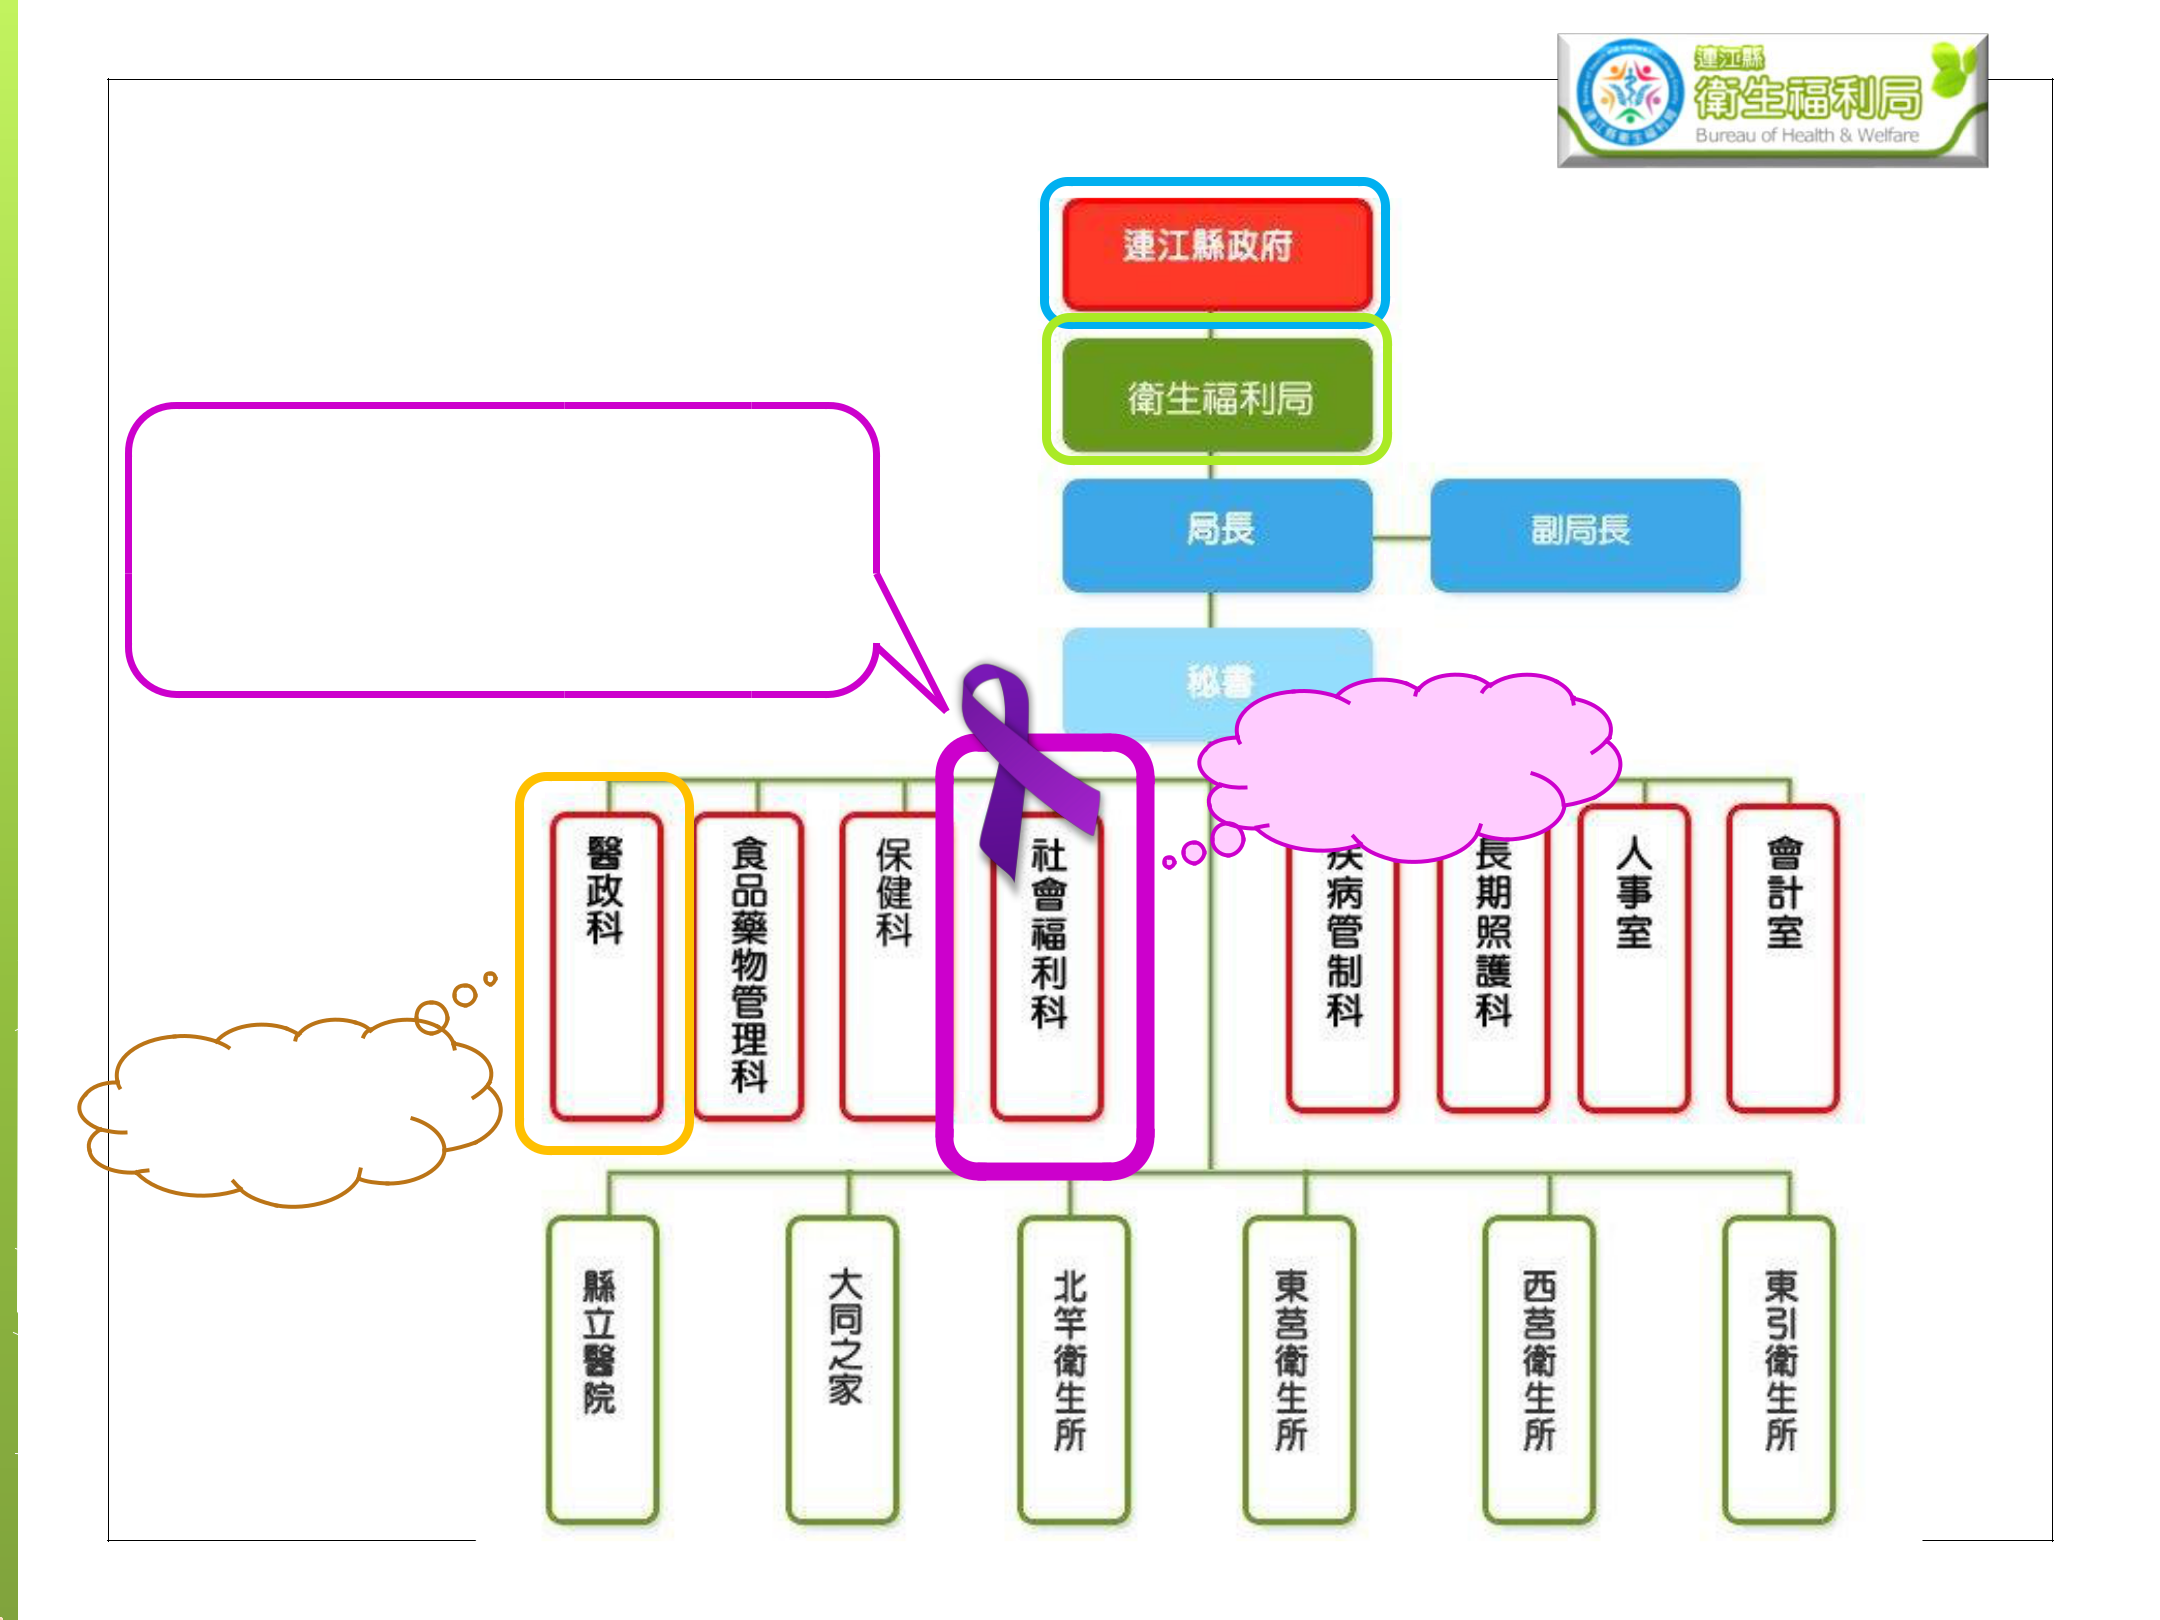 連江縣
衛生福利局
Bureau of Health & Welfare
連江縣政府
衛生福利局
局長
副局長
秘書
醫政科
食品藥物管理科
保健科
社會福利科
疾病管制科
長期照護科
人事室
會計室
縣立醫院
大同之家
北竿衛生所
東莒衛生所
西莒衛生所
東引衛生所